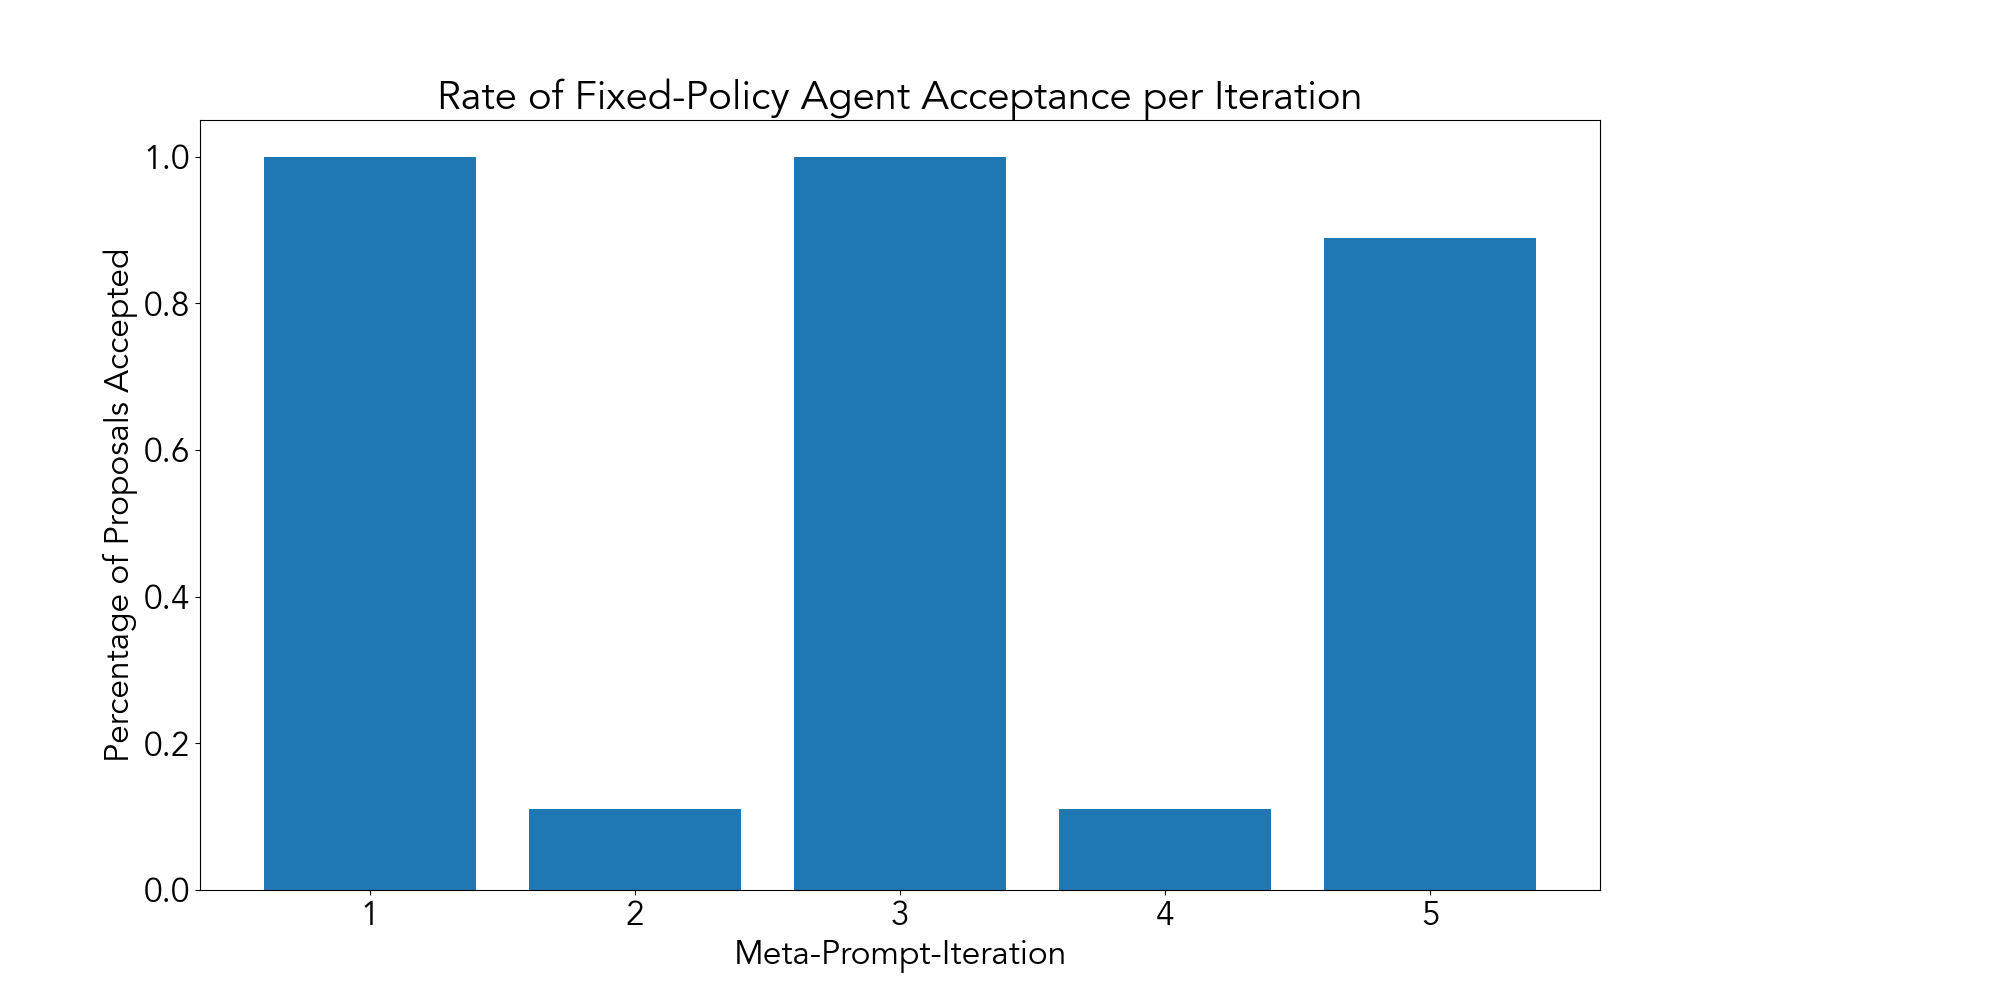 Rate of Fixed-Policy Agent Acceptance per Iteration
Percentage of Proposals Accepted
1.0
0.8
0.6
0.4
0.2
0.0
1 2 3 4 5
Meta-Prompt-Iteration